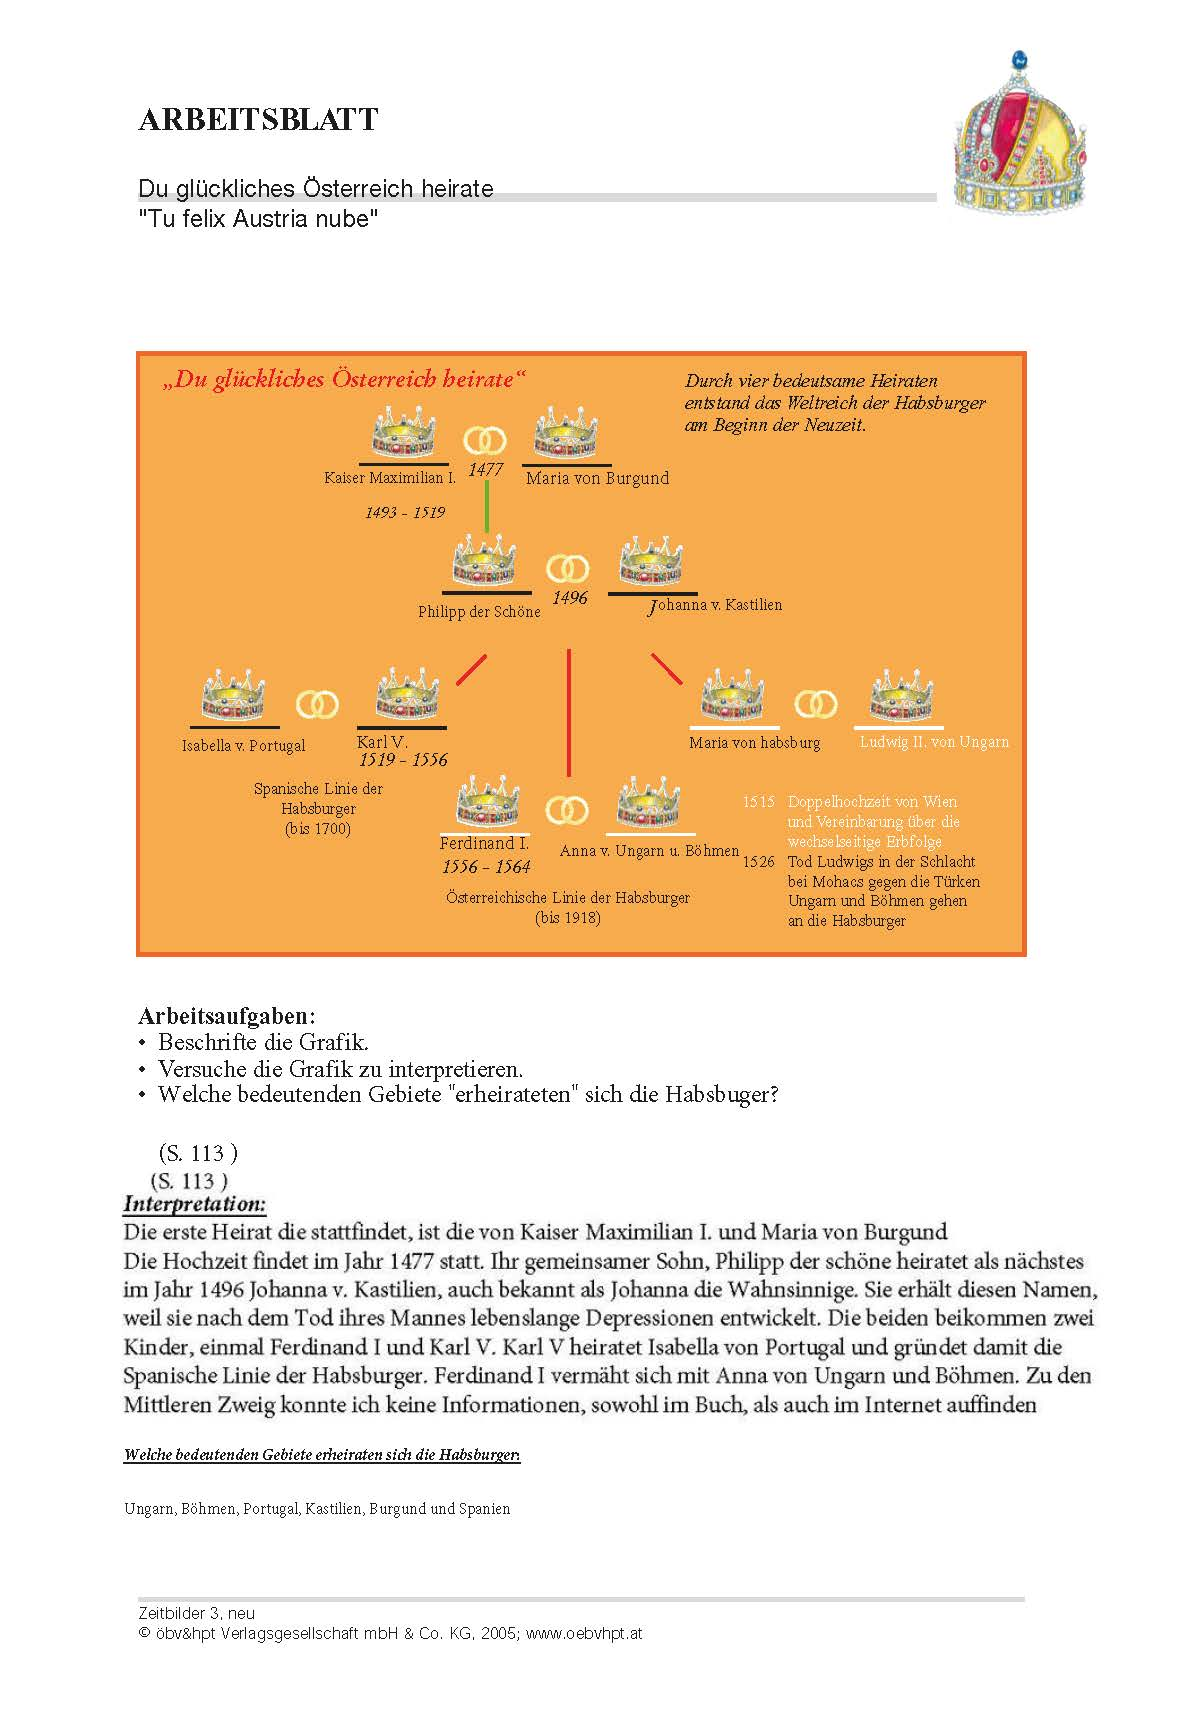 ARBEITSBLATT
Du glückliches Österreich heirate
"Tu felix Austria nube"
„Du glückliches Österreich heirate“
Durch vier bedeutsame Heiraten
entstand das Weltreich der Habsburger
am Beginn der Neuzeit.
Kaiser Maximilian I.
1477
Maria von Burgund
1493 - 1519
Philipp der Schöne
1496
Johanna v. Kastilien
Isabella v. Portugal
Karl V.
1519 - 1556
Maria von habsburg
Ludwig II. von Ungarn
Spanische Linie der
Habsburger
(bis 1700)
Ferdinand I.
1556 - 1564
Anna v. Ungarn u. Böhmen
Österreichische Linie der Habsburger
(bis 1918)
1515 Doppelhochzeit von Wien
und Vereinbarung über die
wechselseitige Erbfolge
1526 Tod Ludwigs in der Schlacht
bei Mohacs gegen die Türken
Ungarn und Böhmen gehen
an die Habsburger
Arbeitsaufgaben:
• Beschrifte die Grafik.
• Versuche die Grafik zu interpretieren.
• Welche bedeutenden Gebiete "erheirateten" sich die Habsbuger?
(S. 113 )
(S. 113 )
Interpretation:
Die erste Heirat die stattfindet, ist die von Kaiser Maximilian I. und Maria von Burgund
Die Hochzeit findet im Jahr 1477 statt. Ihr gemeinsamer Sohn, Philipp der schöne heiratet als nächstes
im Jahr 1496 Johanna v. Kastilien, auch bekannt als Johanna die Wahnsinnige. Sie erhält diesen Namen,
weil sie nach dem Tod ihres Mannes lebenslange Depressionen entwickelt. Die beiden beikommen zwei
Kinder, einmal Ferdinand I und Karl V. Karl V heiratet Isabella von Portugal und gründet damit die
Spanische Linie der Habsburger. Ferdinand I vermäht sich mit Anna von Ungarn und Böhmen. Zu den
Mittleren Zweig konnte ich keine Informationen, sowohl im Buch, als auch im Internet auffinden
Welche bedeutenden Gebiete erheiraten sich die Habsburger:
Ungarn, Böhmen, Portugal, Kastilien, Burgund und Spanien
Zeitbilder 3, neu
© öbv&hpt Verlagsgesellschaft mbH & Co. KG, 2005; www.oebvhpt.at